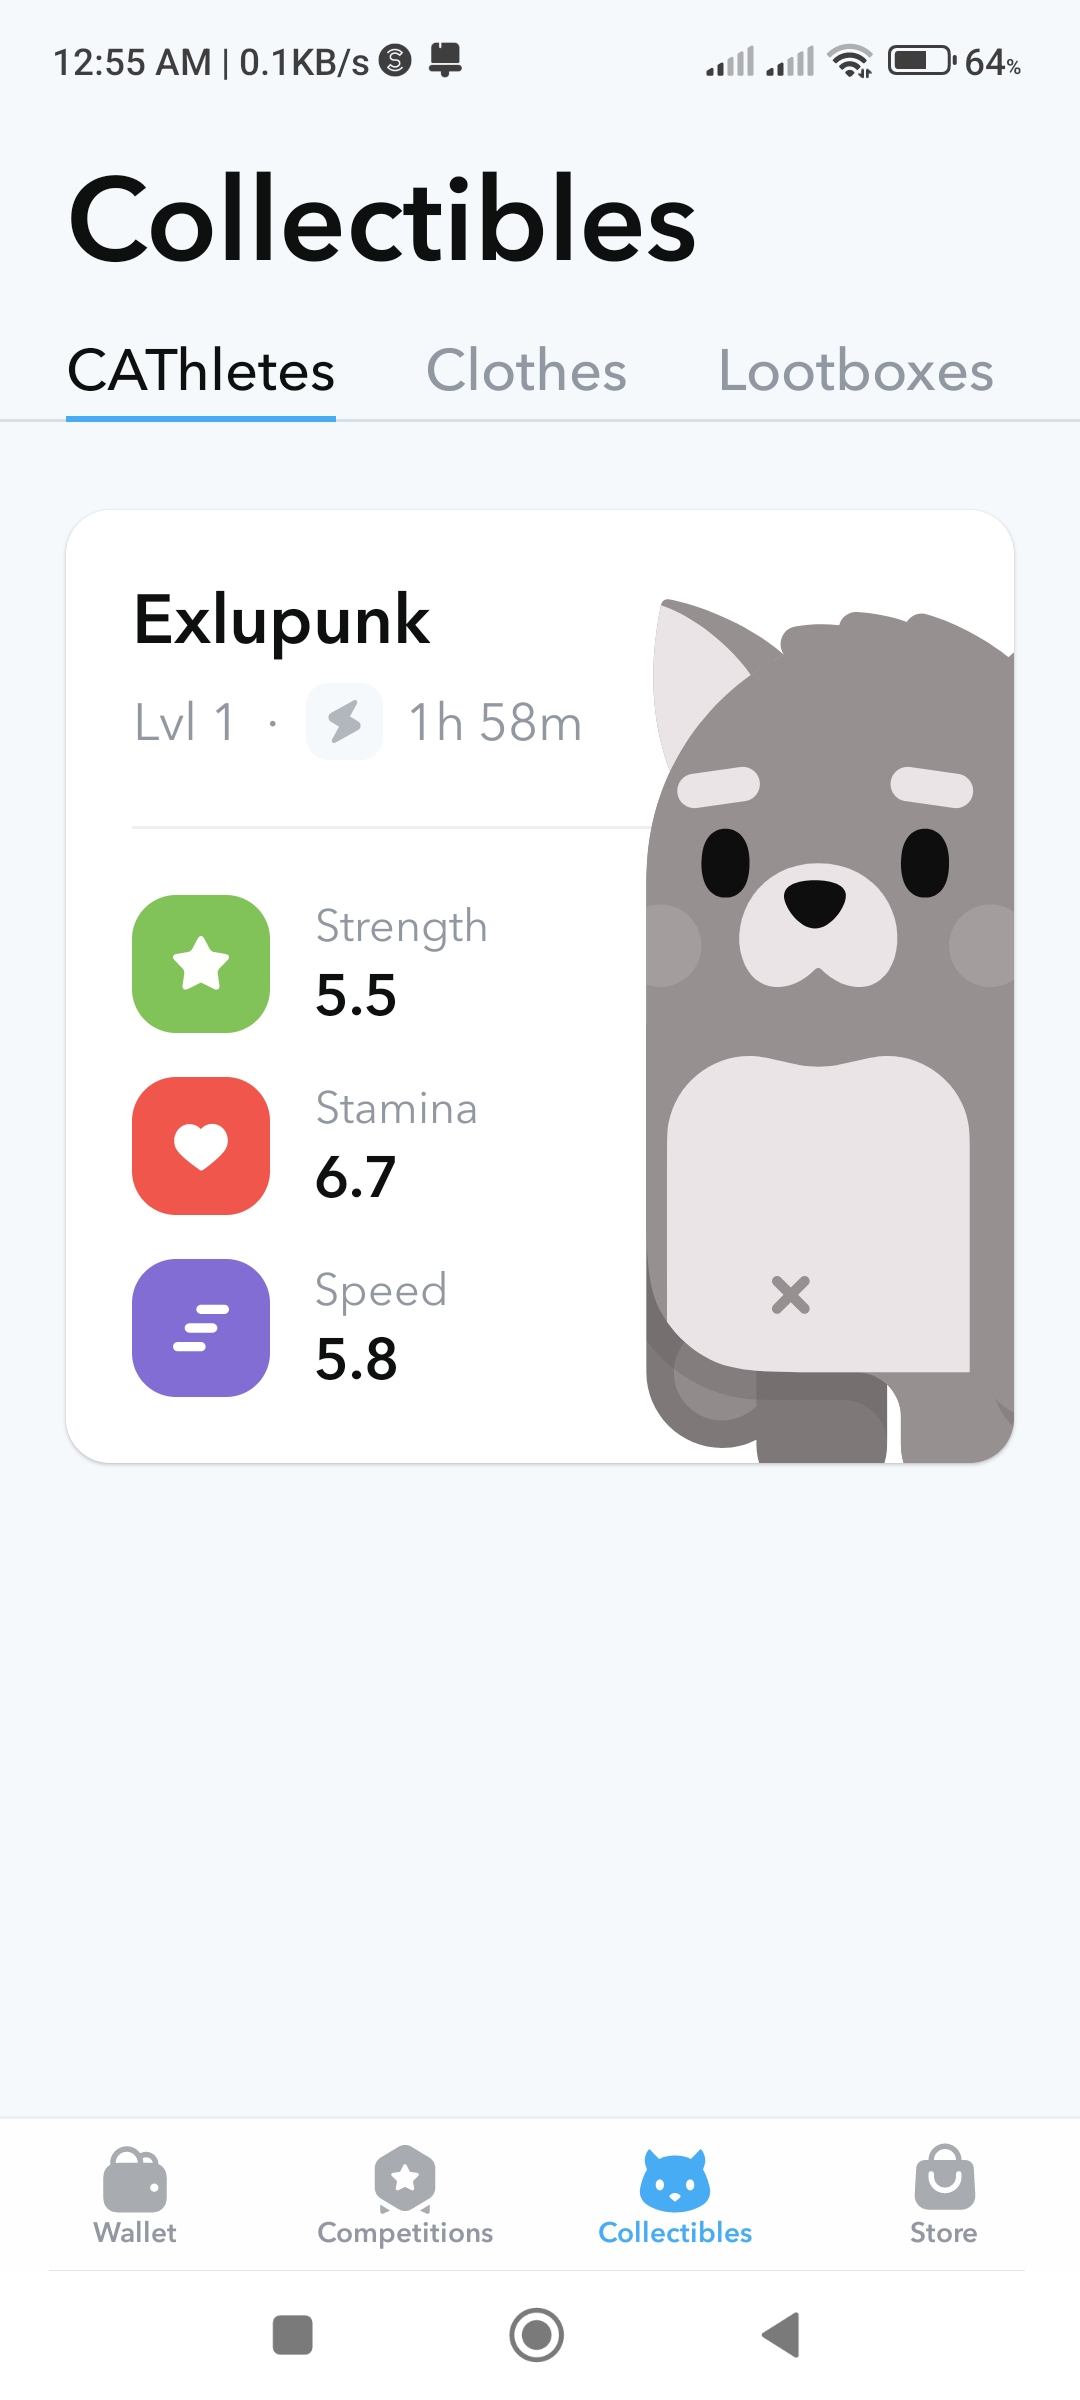 12:55 AM | 0.1KB/s 64%
Collectibles
CAThletes Clothes Lootboxes
Exlupunk
Lvl 1 · 1h 58m
Strength
5.5
Stamina
6.7
Speed
5.8
Wallet Competitions Collectibles Store